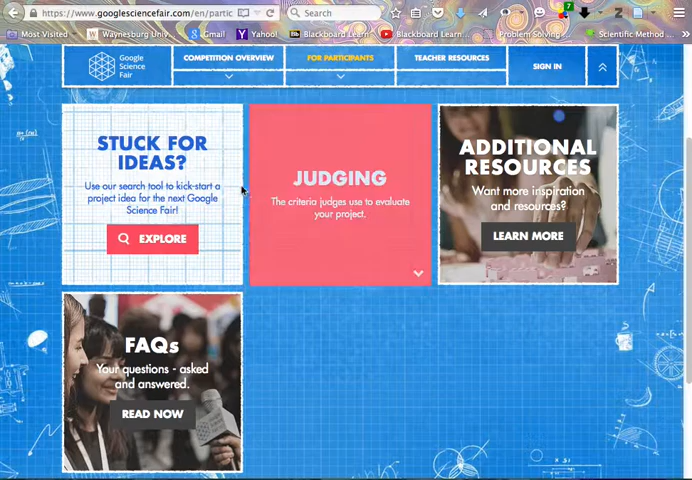 https://www.googlesciencefair.com/en/partic
Search
Most Visited
Waynesburg Univ...
Gmail
Yahoo!
Blackboard Learn
Blackboard Learn...
Problem Solving...
Scientific Method ...
Google
Science
Fair
COMPETITION OVERVIEW
FOR PARTICIPANTS
TEACHER RESOURCES
SIGN IN
STUCK FOR
IDEAS?
Use our search tool to kick-start a
project idea for the next Google
Science Fair!
EXPLORE
JUDGING
The criteria judges use to evaluate
your project.
ADDITIONAL
RESOURCES
Want more inspiration
and resources?
LEARN MORE
FAQs
Your questions - asked
and answered.
READ NOW